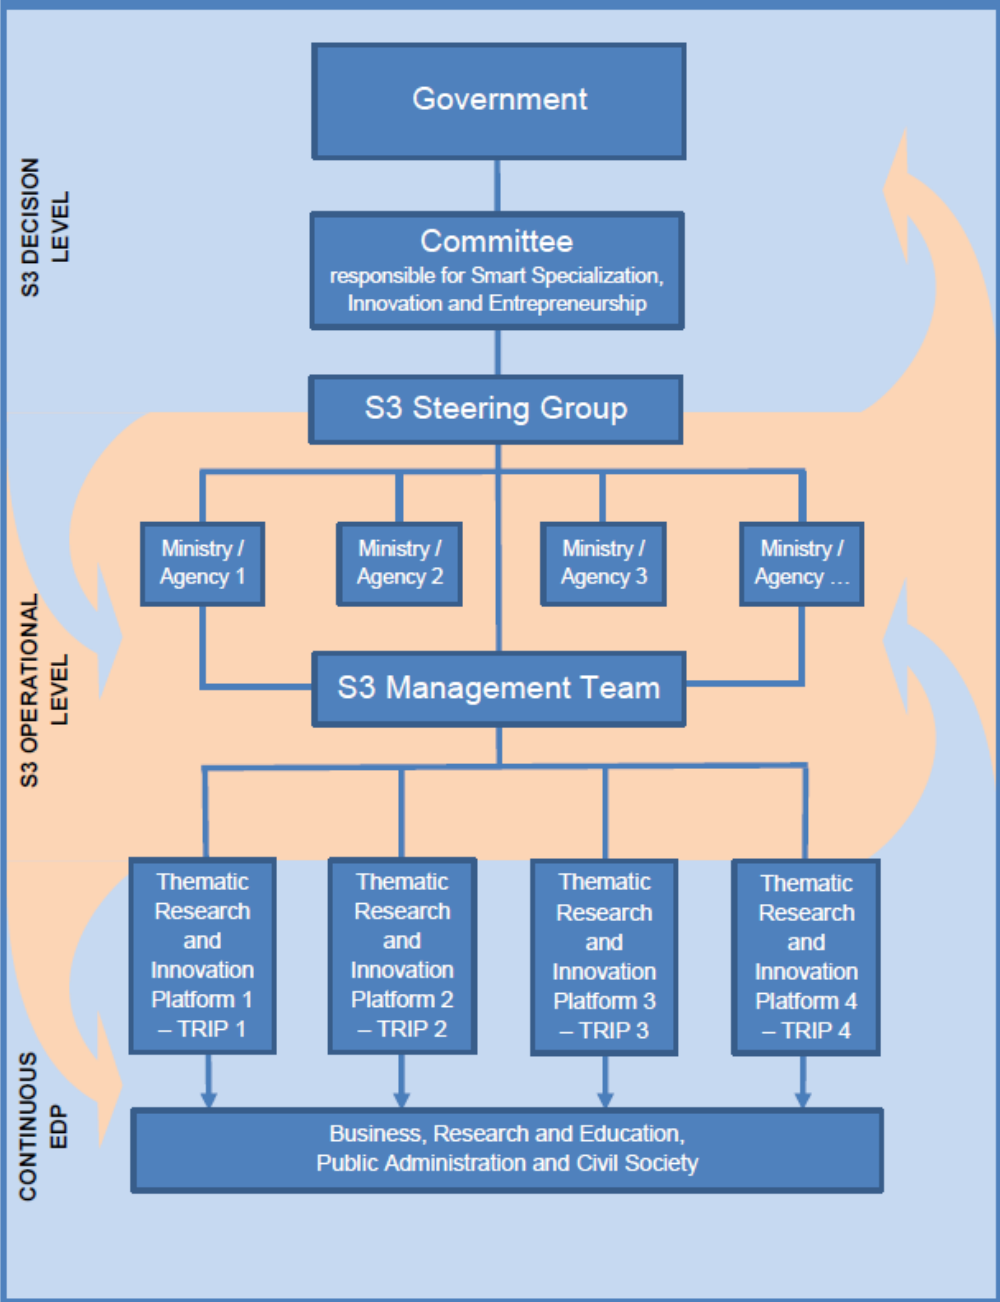 Government
S3 DECISION
LEVEL
Committee
responsible for Smart Specialization,
Innovation and Entrepreneurship
S3 Steering Group
Ministry /
Agency 1
Ministry /
Agency 2
Ministry /
Agency 3
Ministry /
Agency ...
S3 OPERATIONAL
LEVEL
S3 Management Team
Thematic
Research
and
Innovation
Platform 1
– TRIP 1
Thematic
Research
and
Innovation
Platform 2
– TRIP 2
Thematic
Research
and
Innovation
Platform 3
– TRIP 3
Thematic
Research
and
Innovation
Platform 4
– TRIP 4
CONTINUOUS
EDP
Business, Research and Education,
Public Administration and Civil Society